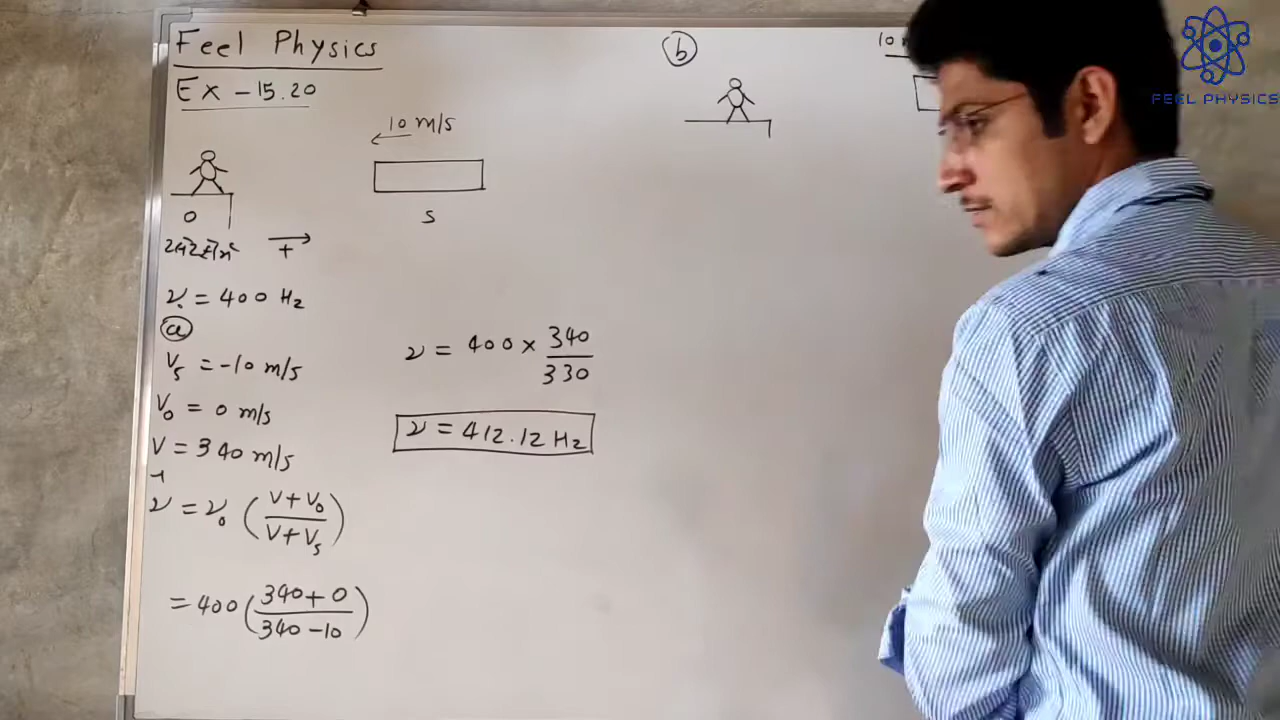 Feel Physics
Ex - 15.20
10 m/s
S
O
+
ν₀ = 400 Hz
(a)
Vₛ = -10 m/s
V₀ = 0 m/s
V = 340 m/s
ν = ν₀ ( (V + V₀) / (V + Vₛ) )
= 400 ( (340 + 0) / (340 - 10) )
ν = 400 × 340 / 330
ν = 412.12 Hz
(b)
10
FEEL PHYSICS